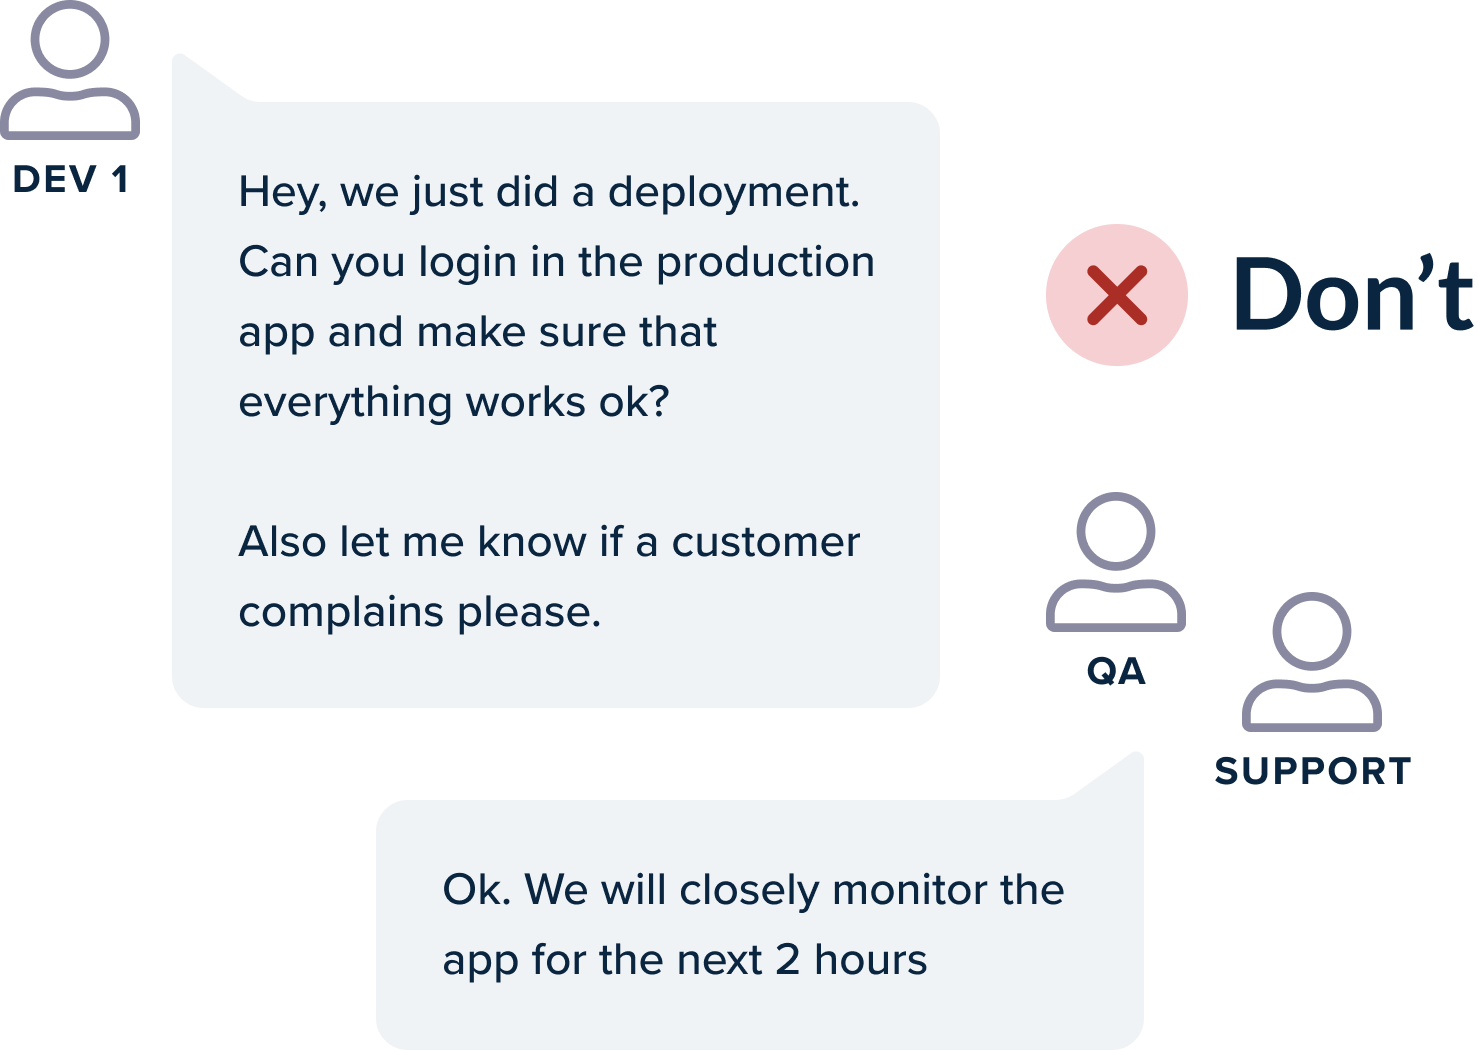 DEV 1
Hey, we just did a deployment.
Can you login in the production
app and make sure that
everything works ok?
Also let me know if a customer
complains please.
Don’t
QA
SUPPORT
Ok. We will closely monitor the
app for the next 2 hours